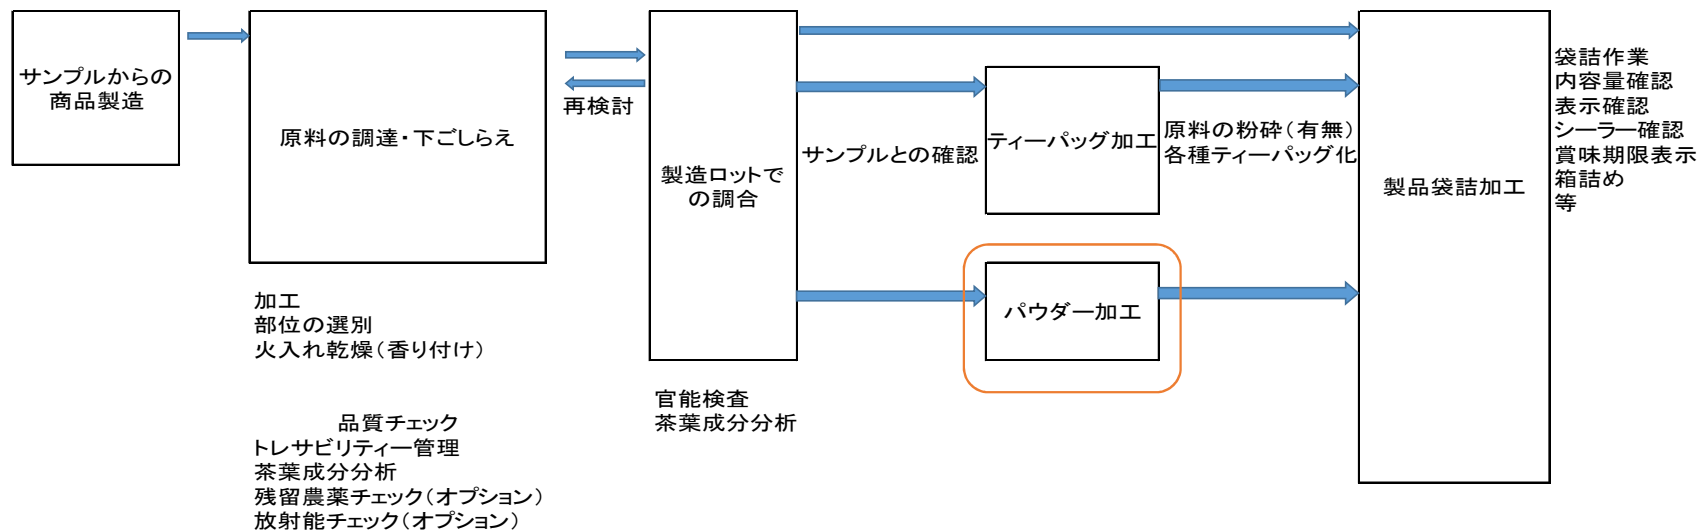 サンプルからの
商品製造
原料の調達・下ごしらえ
加工
部位の選別
火入れ乾燥(香り付け)
品質チェック
トレサビリティー管理
茶葉成分分析
残留農薬チェック(オプション)
放射能チェック(オプション)
再検討
製造ロットで
の調合
官能検査
茶葉成分分析
サンプルとの確認
ティーパッグ加工
原料の粉砕(有無)
各種ティーパッグ化
パウダー加工
製品袋詰加工
袋詰作業
内容量確認
表示確認
シーラー確認
賞味期限表示
箱詰め
等